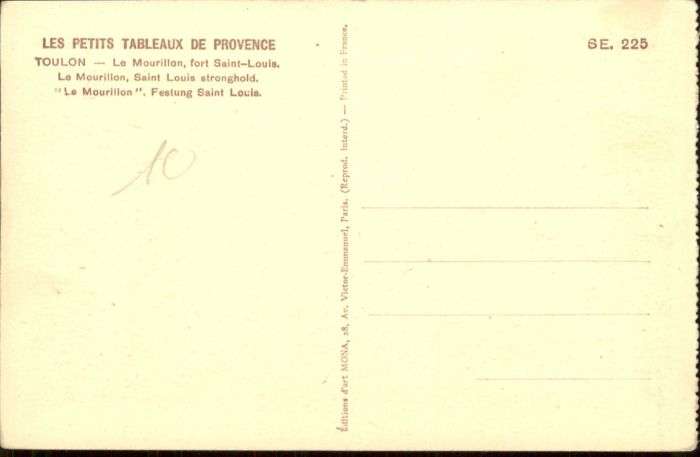 LES PETITS TABLEAUX DE PROVENCE
TOULON — Le Mourillon, fort Saint-Louis.
Le Mourillon, Saint Louis stronghold.
"Le Mourillon". Festung Saint Louis.
10
Éditions d'art MONA, 28, Av. Victor-Emmanuel, Paris. (Reprod. interd.) — Printed in France.
SE. 225